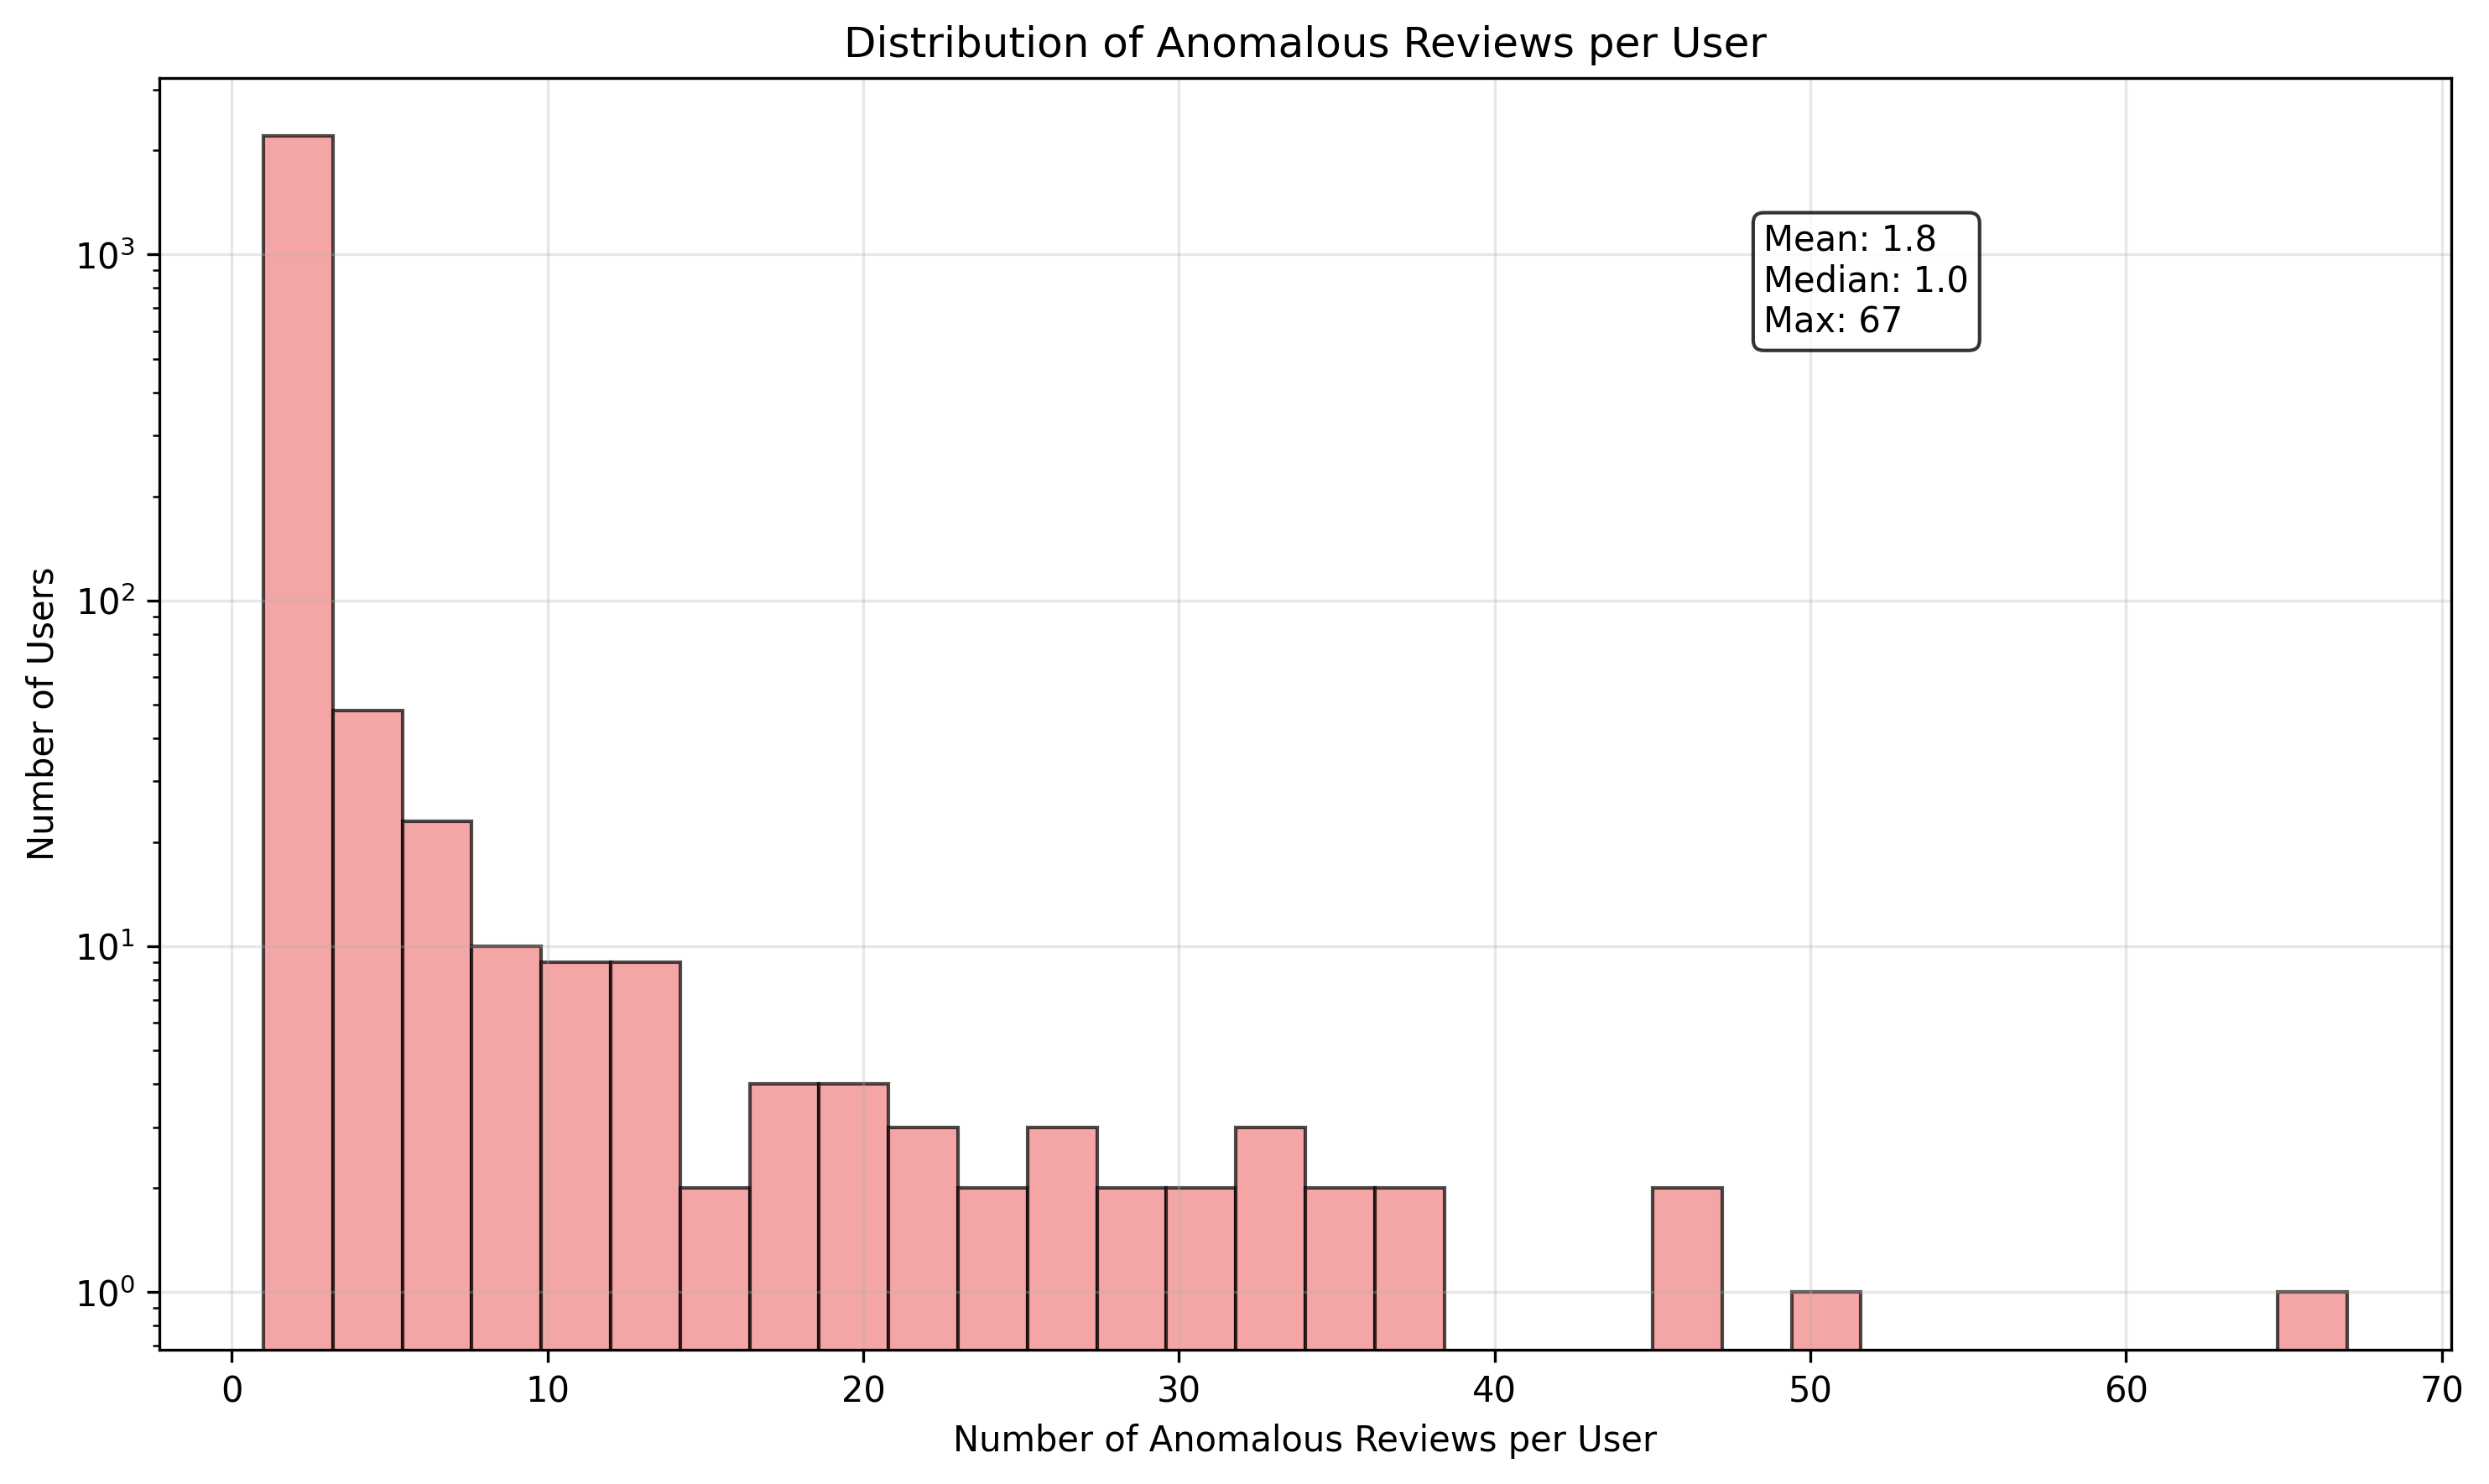 Distribution of Anomalous Reviews per User
Mean: 1.8
Median: 1.0
Max: 67
Number of Users
10³
10²
10¹
10⁰
0 10 20 30 40 50 60 70
Number of Anomalous Reviews per User